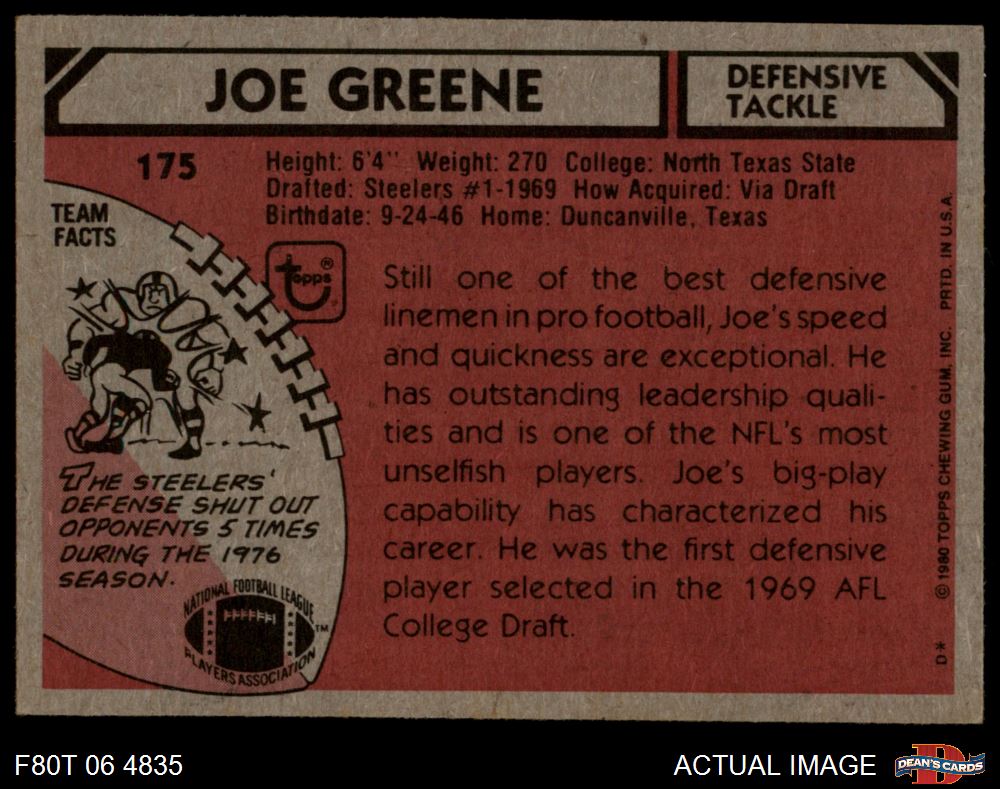 JOE GREENE
DEFENSIVE
TACKLE
175
Height: 6'4" Weight: 270 College: North Texas State
Drafted: Steelers #1-1969 How Acquired: Via Draft
Birthdate: 9-24-46 Home: Duncanville, Texas
TEAM
FACTS
THE STEELERS'
DEFENSE SHUT OUT
OPPONENTS 5 TIMES
DURING THE 1976
SEASON.
NATIONAL FOOTBALL LEAGUE
PLAYERS ASSOCIATION
TM
topps ®
Still one of the best defensive
linemen in pro football, Joe's speed
and quickness are exceptional. He
has outstanding leadership quali-
ties and is one of the NFL's most
unselfish players. Joe's big-play
capability has characterized his
career. He was the first defensive
player selected in the 1969 AFL
College Draft.
D* © 1980 TOPPS CHEWING GUM, INC. PRTD. IN U.S.A.
F80T 06 4835
ACTUAL IMAGE
DEAN'S CARDS